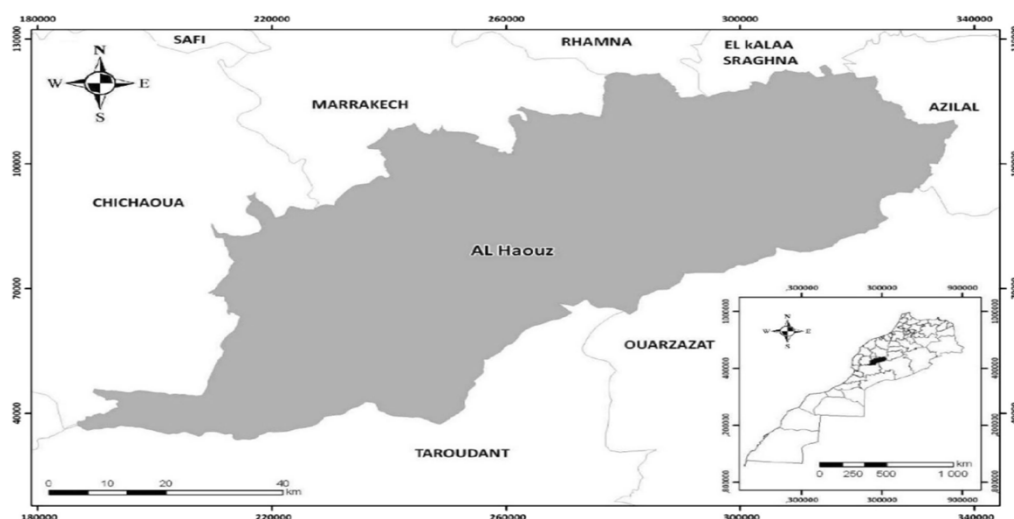 180000 220000 260000 300000 340000
SAFI
RHAMNA
EL kALAA
SRAGHNA
N
W E
S
MARRAKECH
AZILAL
100000
CHICHAOUA
AL Haouz
70000
OUARZAZAT
40000
TAROUDANT
0 10 20 40
km
N
W E
S
km
0 250 500 1 000
180000 220000 260000 300000 340000